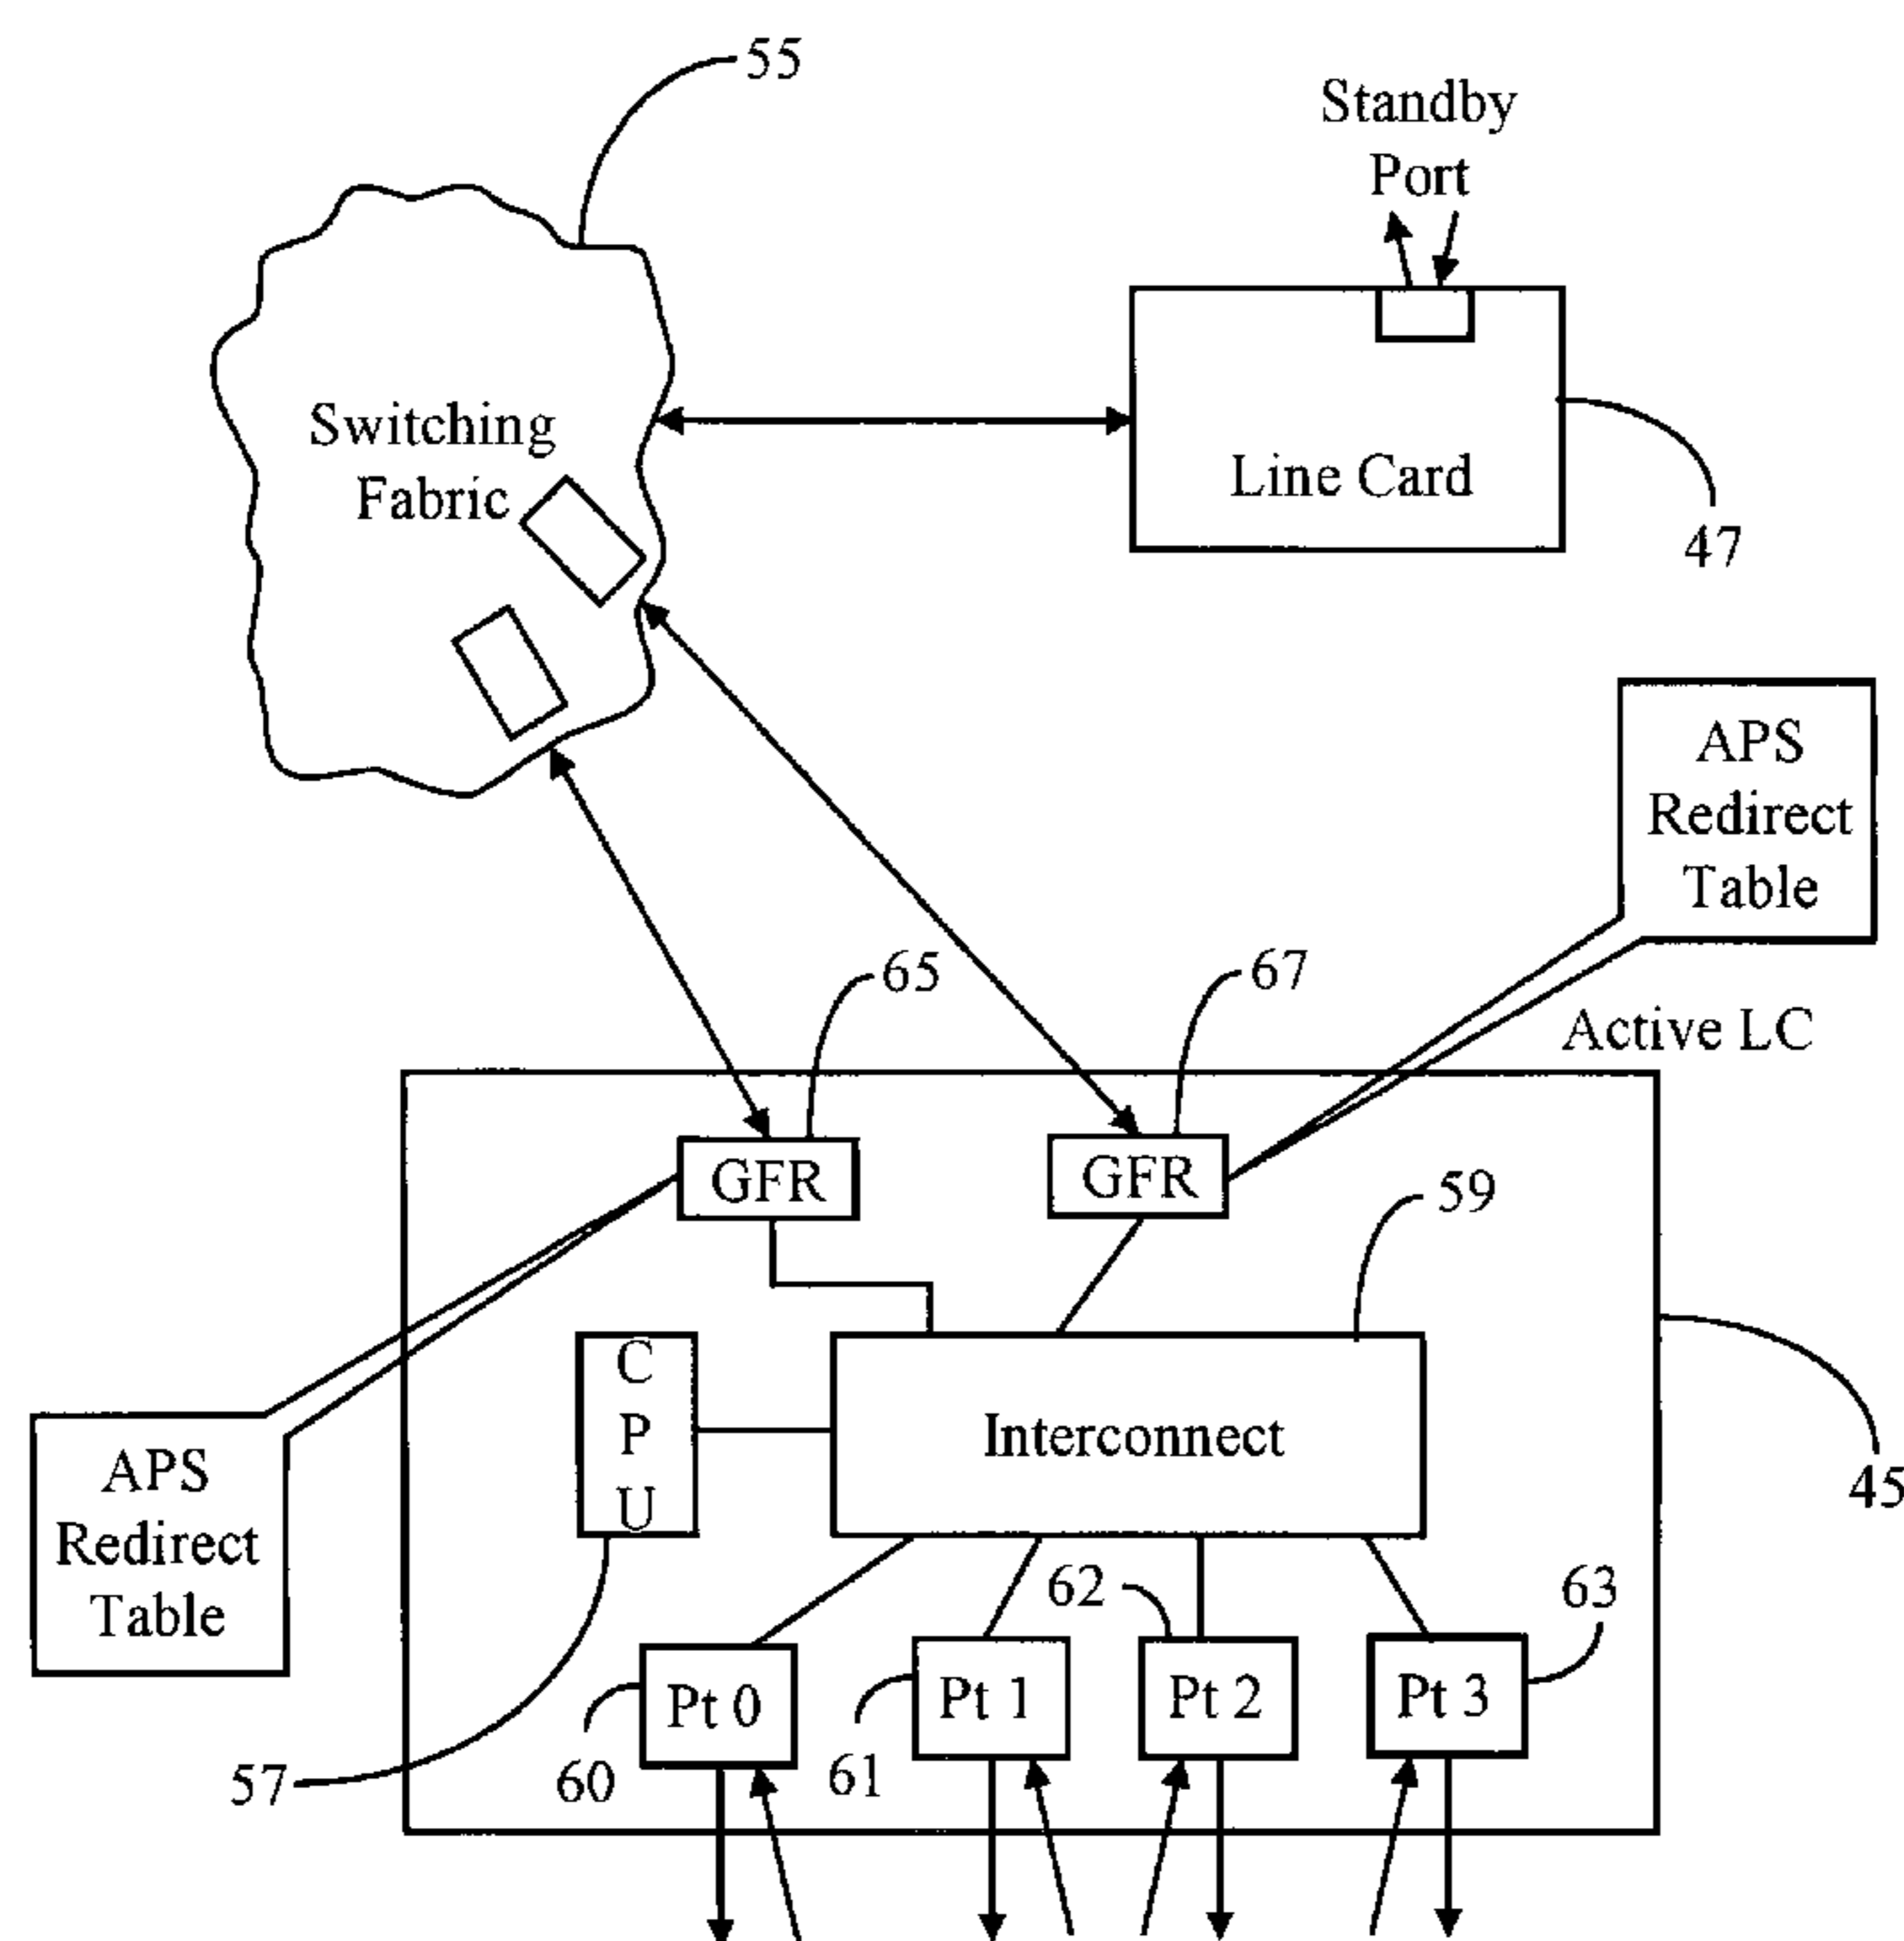 55
Standby
Port
Switching
Fabric
Line Card
47
APS
Redirect
Table
65
67
Active LC
GFR
GFR
59
C
P
U
Interconnect
45
APS
Redirect
Table
62
63
Pt 0
Pt 1
Pt 2
Pt 3
57
60
61